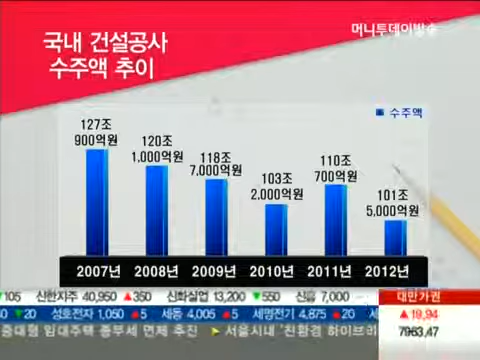 국내 건설공사
수주액 추이
머니투데이방송
수주액
127조
900억원
120조
1,000억원
118조
7,000억원
103조
2,000억원
110조
700억원
101조
5,000억원
2007년 2008년 2009년 2010년 2011년 2012년
▼105 신한지주 40,950 ▲350 신화실업 13,200 ▼550 신흥 7,000
대만가권
▼20 성호전자 1,050 ▲5 세동 4,005 ▲5 세명전기 4,875 ▲20
▲19,94
중대형 임대주택 종부세 면제 추진 ➤ 서울시내 '친환경 하이브리
7963,47